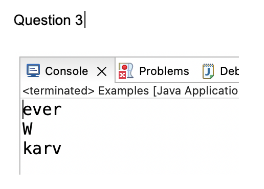 Question 3
Console Problems Deb
<terminated> Examples [Java Applicatio
ever
W
karv